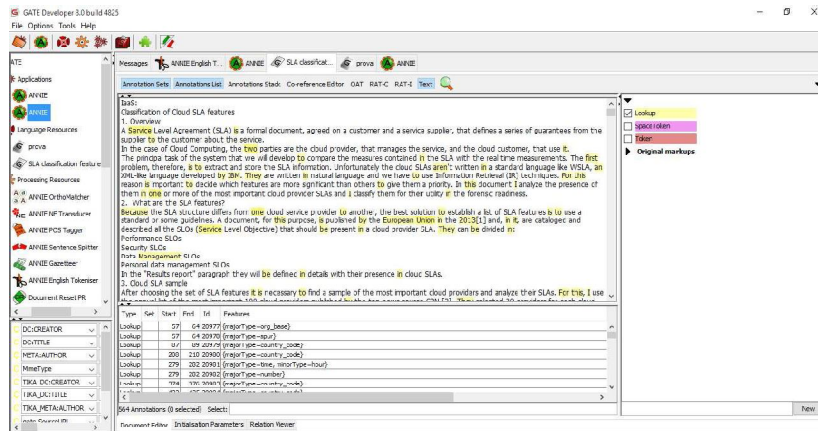 GATE Developer 8.0 build 4825
File Options Tools Help
ATE
Applications
ANNIE
ANNIE
Language Resources
prova
SLA classification feature
Processing Resources
ANNIE OrthoMatcher
ANNIE NE Transducer
ANNIE POS Tagger
ANNIE Sentence Splitter
ANNIE Gazetteer
ANNIE English Tokeniser
Document Reset PR
DC:CREATOR
DC:TITLE
META:AUTHOR
MimeType
TIKA_DC:CREATOR
TIKA_DC:TITLE
TIKA_META:AUTHOR
gate.SourceURL
Messages ANNIE English T... ANNIE SLA classificat... prova ANNIE
Annotation Sets Annotations List Annotations Stack Co-reference Editor OAT RAT-C RAT-I Text
IaaS:
Classification of Cloud SLA features
1. Overview
A Service Level Agreement (SLA) is a formal document, agreed on a customer and a service supplier, that defines a series of guarantees from the
supplier to the customer about the service.
In the case of Cloud Computing, the two parties are the cloud provider, that manages the service, and the cloud customer, that use it.
The principal task of the system that we will develop to compare the measures contained in the SLA with the real time measurements. The first
problem, therefore, is to extract and store the SLA information. Unfortunately the cloud SLAs aren't written in a standard language like WSLA, an
XML-like language developed by IBM. They are written in natural language and we have to use Information Retrieval (IR) techniques. For this
reason is important to decide which features are more significant than others to give them a priority. In this document I analyze the presence of
them in one or more of the most important cloud provider SLAs and I classify them for their utility in the forensic readiness.
2. What are the SLA features?
Because the SLA structure differs from one cloud service provider to another, the best solution to establish a list of SLA features is to use a
standard or some guidelines. A document, for this purpose, is published by the European Union in the 2013[1] and, in it, are cataloged and
described all the SLOs (Service Level Objective) that should be present in a cloud provider SLA. They can be divided in:
Performance SLOs
Security SLOs
Data Management SLOs
Personal data management SLOs
In the "Results report" paragraph they will be defined in details with their presence in cloud SLAs.
3. Cloud SLA sample
After choosing the set of SLA features it is necessary to find a sample of the most important cloud providers and analyze their SLAs. For this, I use
Type Set Start End Id Features
Lookup 57 64 20977 {majorType=org_base}
Lookup 57 64 20978 {majorType=spur}
Lookup 87 89 20979 {majorType=country_code}
Lookup 208 210 20980 {majorType=country_code}
Lookup 279 282 20981 {majorType=time, minorType=hour}
Lookup 279 282 20982 {majorType=number}
564 Annotations (0 selected) Select:
Document Editor Initialisation Parameters Relation Viewer
Lookup
SpaceToken
Token
Original markups
New